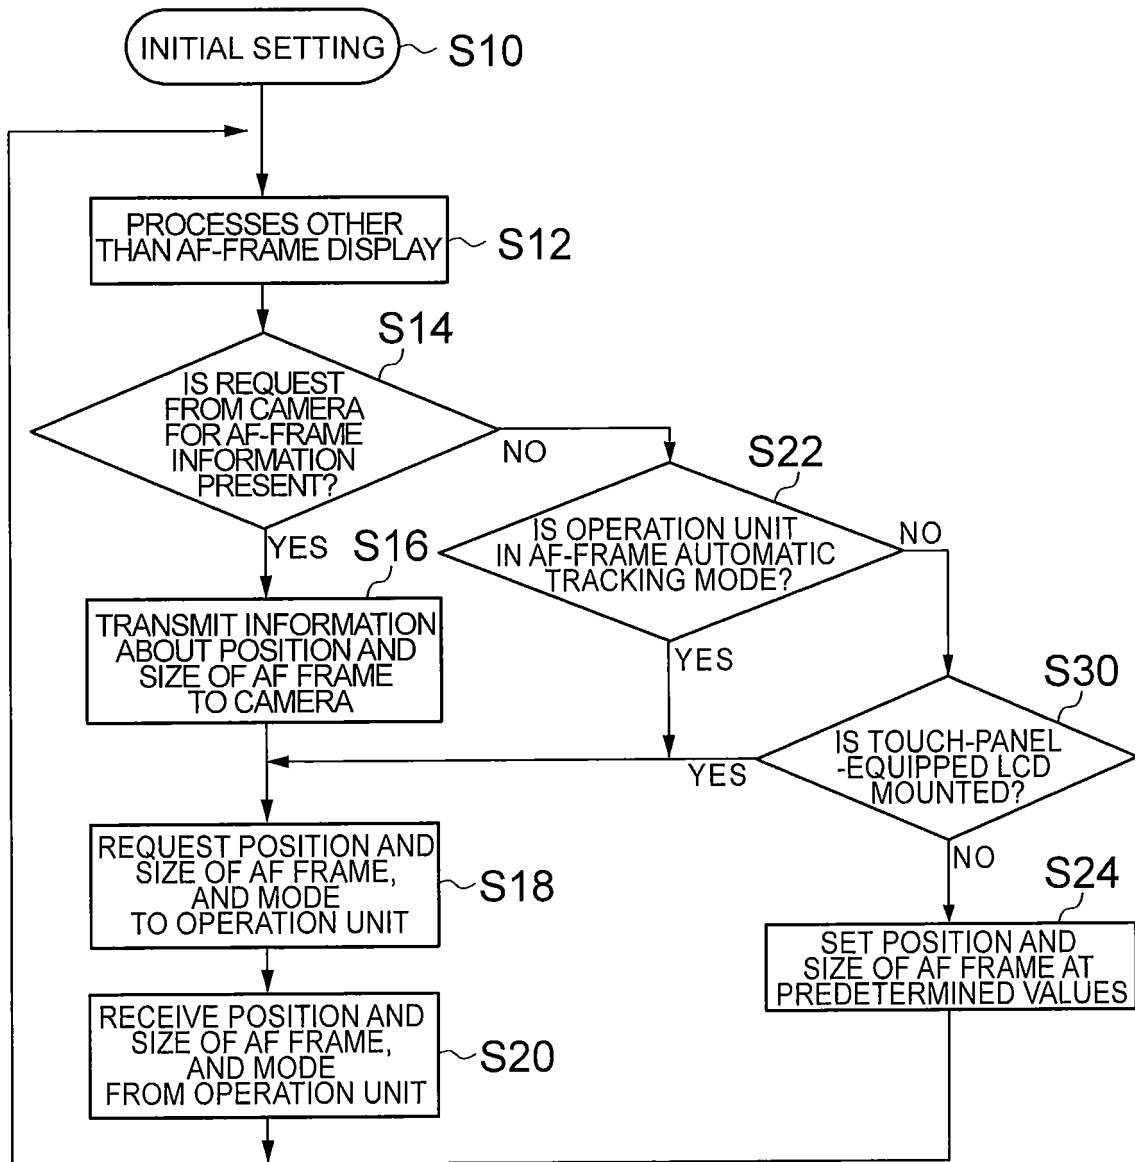 INITIAL SETTING
S10
PROCESSES OTHER
THAN AF-FRAME DISPLAY
S12
S14
IS REQUEST
FROM CAMERA
FOR AF-FRAME
INFORMATION
PRESENT?
NO
YES
S22
IS OPERATION UNIT
IN AF-FRAME AUTOMATIC
TRACKING MODE?
NO
YES
S16
TRANSMIT INFORMATION
ABOUT POSITION AND
SIZE OF AF FRAME
TO CAMERA
S30
IS TOUCH-PANEL
-EQUIPPED LCD
MOUNTED?
YES
NO
REQUEST POSITION AND
SIZE OF AF FRAME,
AND MODE
TO OPERATION UNIT
S18
S24
SET POSITION AND
SIZE OF AF FRAME AT
PREDETERMINED VALUES
RECEIVE POSITION AND
SIZE OF AF FRAME,
AND MODE
FROM OPERATION UNIT
S20